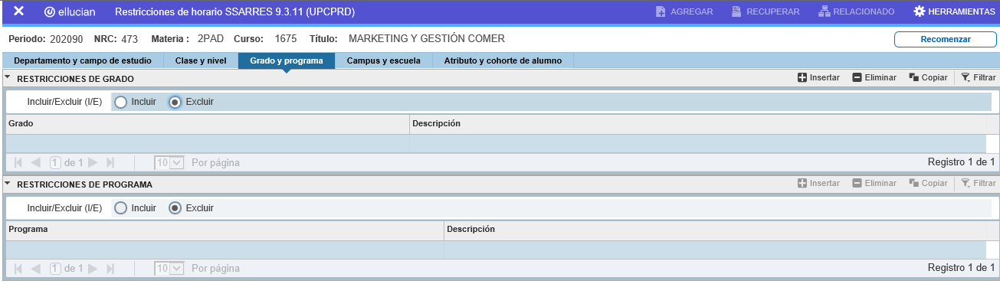 ellucian Restricciones de horario SSARRES 9.3.11 (UPCPRD) AGREGAR RECUPERAR RELACIONADO HERRAMIENTAS
Periodo: 202090 NRC: 473 Materia : 2PAD Curso: 1675 Título: MARKETING Y GESTIÓN COMER Recomenzar
Departamento y campo de estudio Clase y nivel Grado y programa Campus y escuela Atributo y cohorte de alumno
RESTRICCIONES DE GRADO Insertar Eliminar Copiar Filtrar
Incluir/Excluir (I/E) Incluir Excluir
Grado Descripción
1 de 1 10 Por página Registro 1 de 1
RESTRICCIONES DE PROGRAMA Insertar Eliminar Copiar Filtrar
Incluir/Excluir (I/E) Incluir Excluir
Programa Descripción
1 de 1 10 Por página Registro 1 de 1